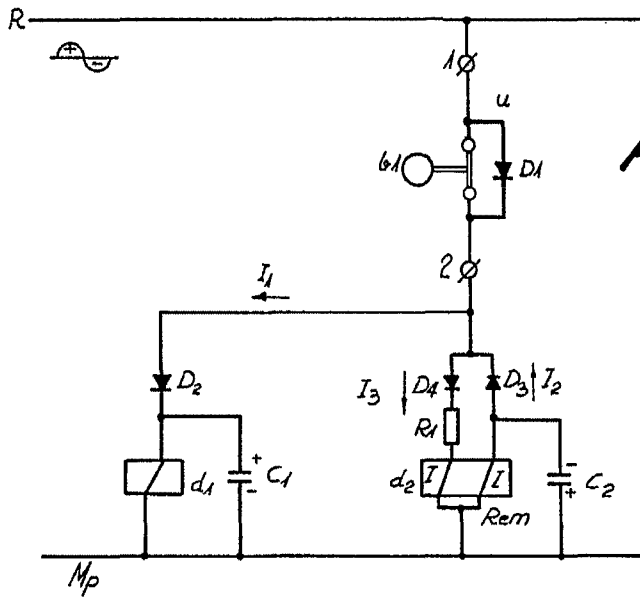 R
+
-
1
u
b1
D1
2
I1
D2
I3
D4
D3
I2
R1
d1
+
C1
-
d2
I
I
-
C2
+
Rem
Mp